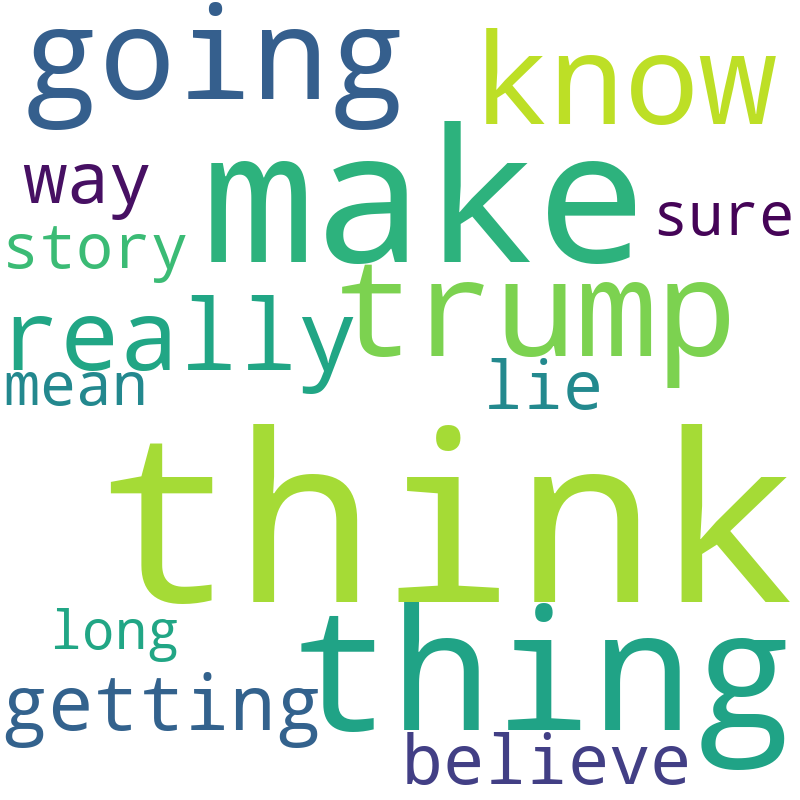 going
know
make
way
sure
story
trump
really
mean
lie
think
long
thing
getting
believe